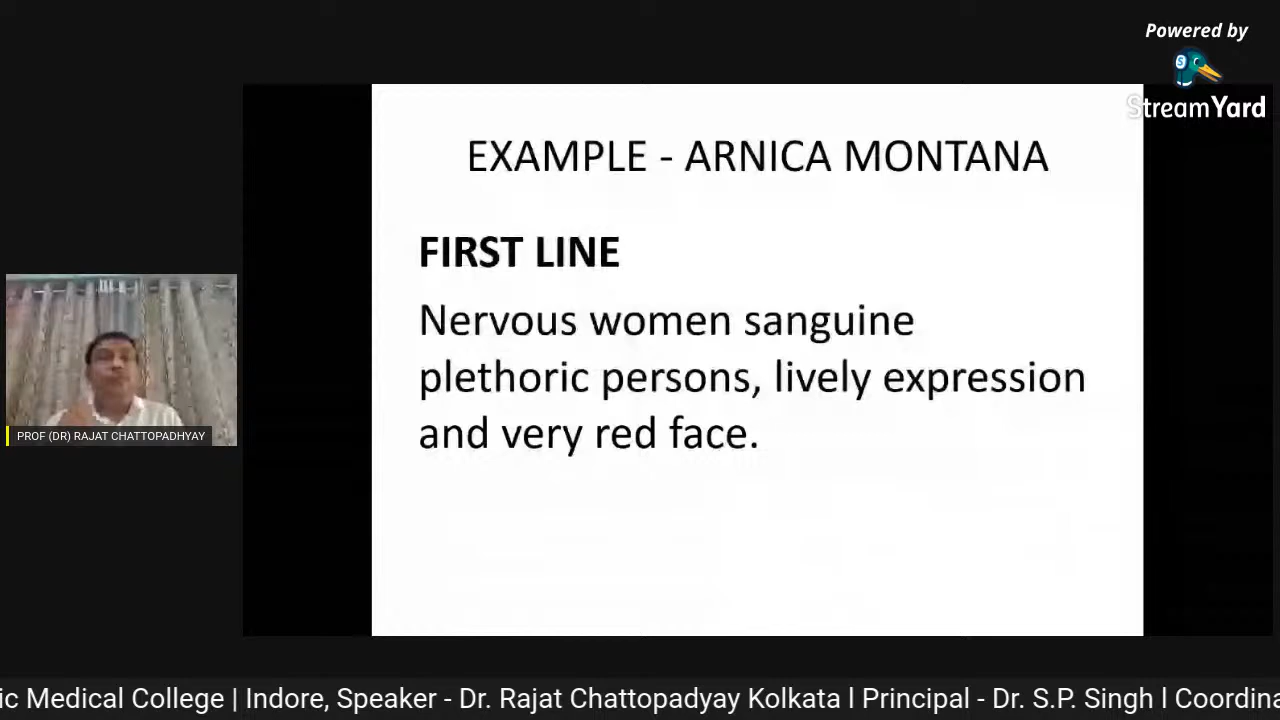 Powered by
StreamYard
EXAMPLE - ARNICA MONTANA
FIRST LINE
Nervous women sanguine
plethoric persons, lively expression
and very red face.
PROF (DR) RAJAT CHATTOPADHYAY
ic Medical College | Indore, Speaker - Dr. Rajat Chattopadyay Kolkata l Principal - Dr. S.P. Singh l Coordina